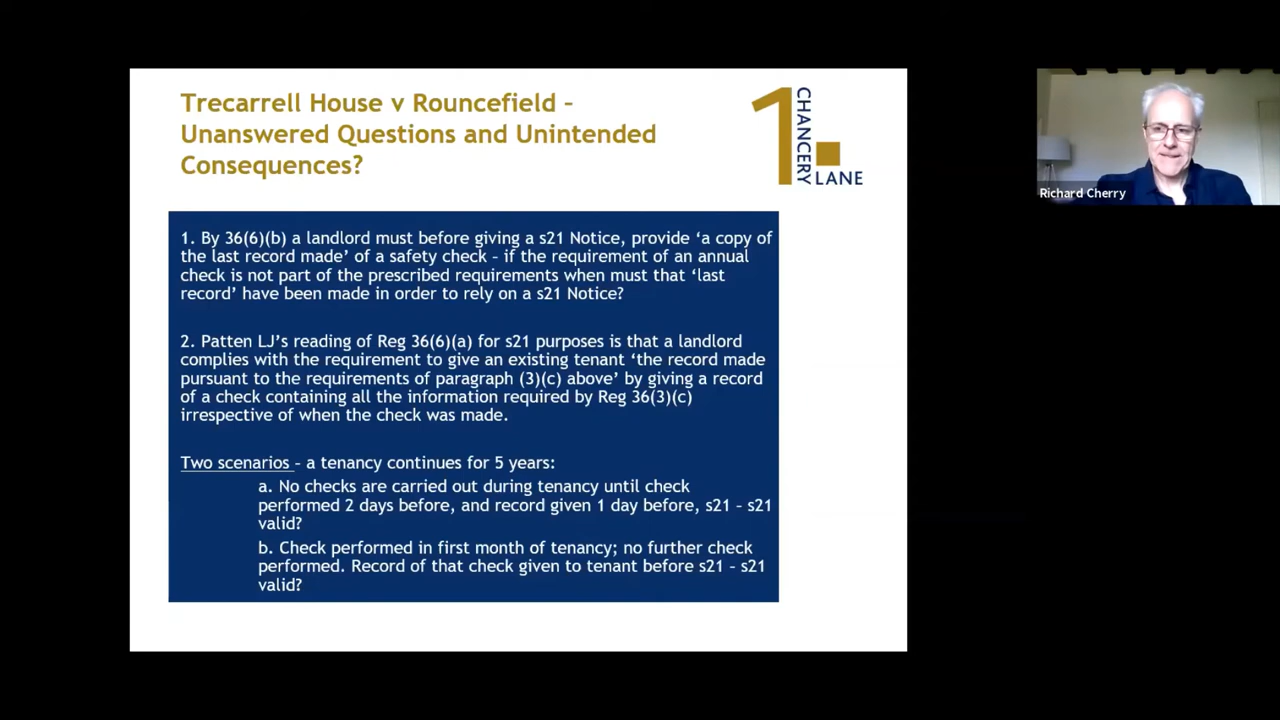 Trecarrell House v Rouncefield –
Unanswered Questions and Unintended
Consequences?
1 CHANCERY LANE
1. By 36(6)(b) a landlord must before giving a s21 Notice, provide ‘a copy of
the last record made’ of a safety check – if the requirement of an annual
check is not part of the prescribed requirements when must that ‘last
record’ have been made in order to rely on a s21 Notice?
2. Patten LJ’s reading of Reg 36(6)(a) for s21 purposes is that a landlord
complies with the requirement to give an existing tenant ‘the record made
pursuant to the requirements of paragraph (3)(c) above’ by giving a record
of a check containing all the information required by Reg 36(3)(c)
irrespective of when the check was made.
Two scenarios – a tenancy continues for 5 years:
a. No checks are carried out during tenancy until check
performed 2 days before, and record given 1 day before, s21 – s21
valid?
b. Check performed in first month of tenancy; no further check
performed. Record of that check given to tenant before s21 – s21
valid?
Richard Cherry